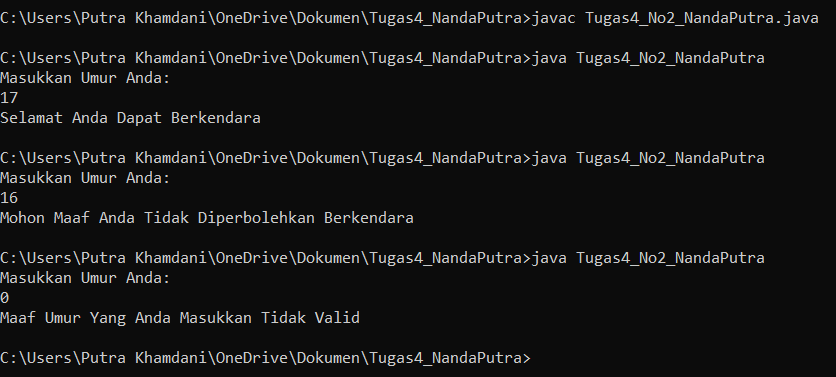 C:\Users\Putra Khamdani\OneDrive\Dokumen\Tugas4_NandaPutra>javac Tugas4_No2_NandaPutra.java
C:\Users\Putra Khamdani\OneDrive\Dokumen\Tugas4_NandaPutra>java Tugas4_No2_NandaPutra
Masukkan Umur Anda:
17
Selamat Anda Dapat Berkendara
C:\Users\Putra Khamdani\OneDrive\Dokumen\Tugas4_NandaPutra>java Tugas4_No2_NandaPutra
Masukkan Umur Anda:
16
Mohon Maaf Anda Tidak Diperbolehkan Berkendara
C:\Users\Putra Khamdani\OneDrive\Dokumen\Tugas4_NandaPutra>java Tugas4_No2_NandaPutra
Masukkan Umur Anda:
0
Maaf Umur Yang Anda Masukkan Tidak Valid
C:\Users\Putra Khamdani\OneDrive\Dokumen\Tugas4_NandaPutra>